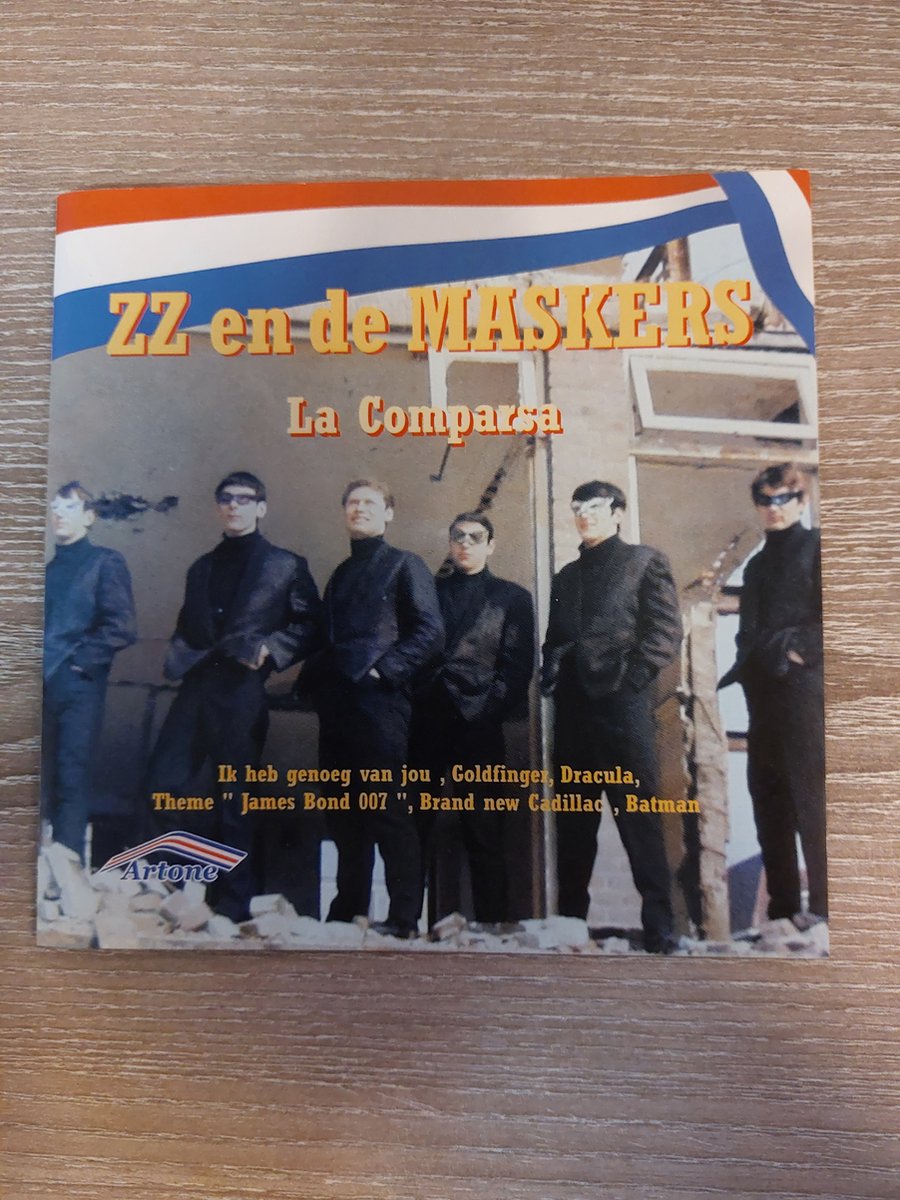 ZZ en de MASKERS
La Comparsa
Ik heb genoeg van jou , Goldfinger, Dracula,
Theme " James Bond 007 ", Brand new Cadillac , Batman
Artone